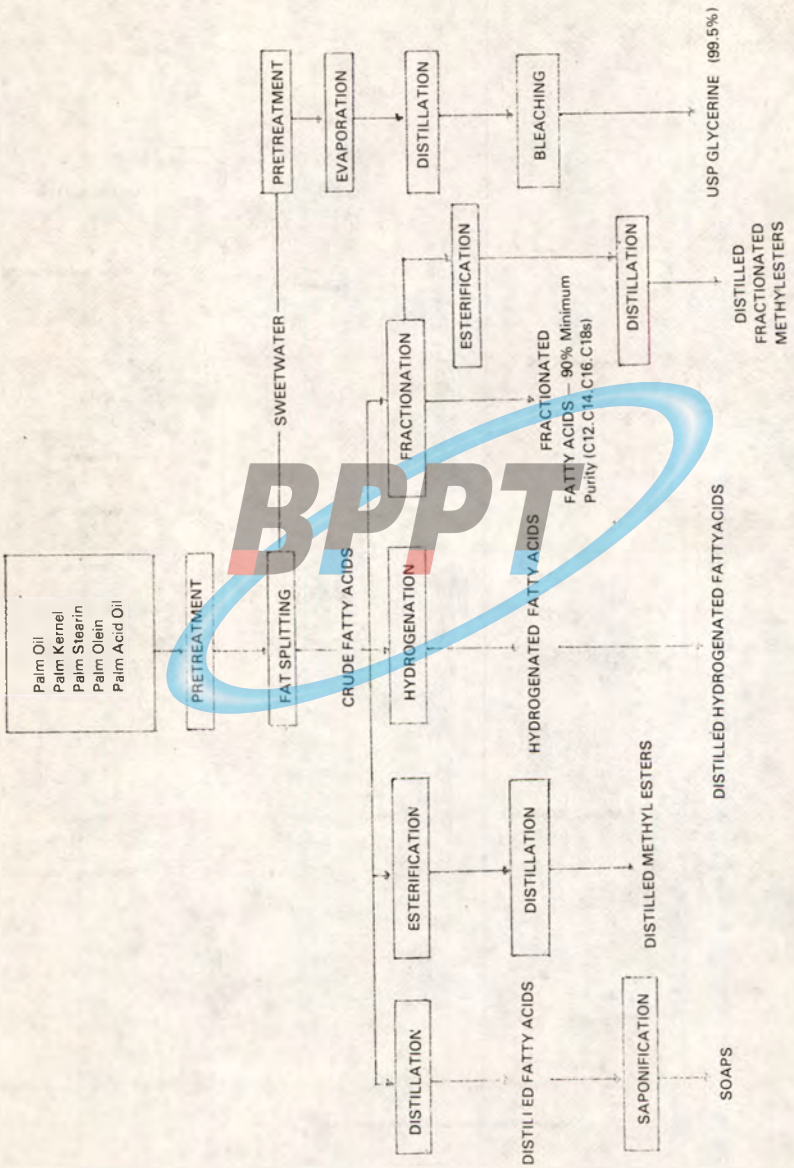 Palm Oil
Palm Kernel
Palm Stearin
Palm Olein
Palm Acid Oil
PRETREATMENT
FAT SPLITTING
SWEETWATER
PRETREATMENT
EVAPORATION
DISTILLATION
BLEACHING
USP GLYCERINE (99.5%)
CRUDE FATTY ACIDS
DISTILLATION
DISTILI ED FATTY ACIDS
SAPONIFICATION
SOAPS
ESTERIFICATION
DISTILLATION
DISTILLED METHYL ESTERS
HYDROGENATION
HYDROGENATED FATTY ACIDS
DISTILLED HYDROGENATED FATTYACIDS
FRACTIONATION
FRACTIONATED
FATTY ACIDS — 90% Minimum
Purity (C12.C14.C16.C18s)
ESTERIFICATION
DISTILLATION
DISTILLED
FRACTIONATED
METHYLESTERS
BPPT